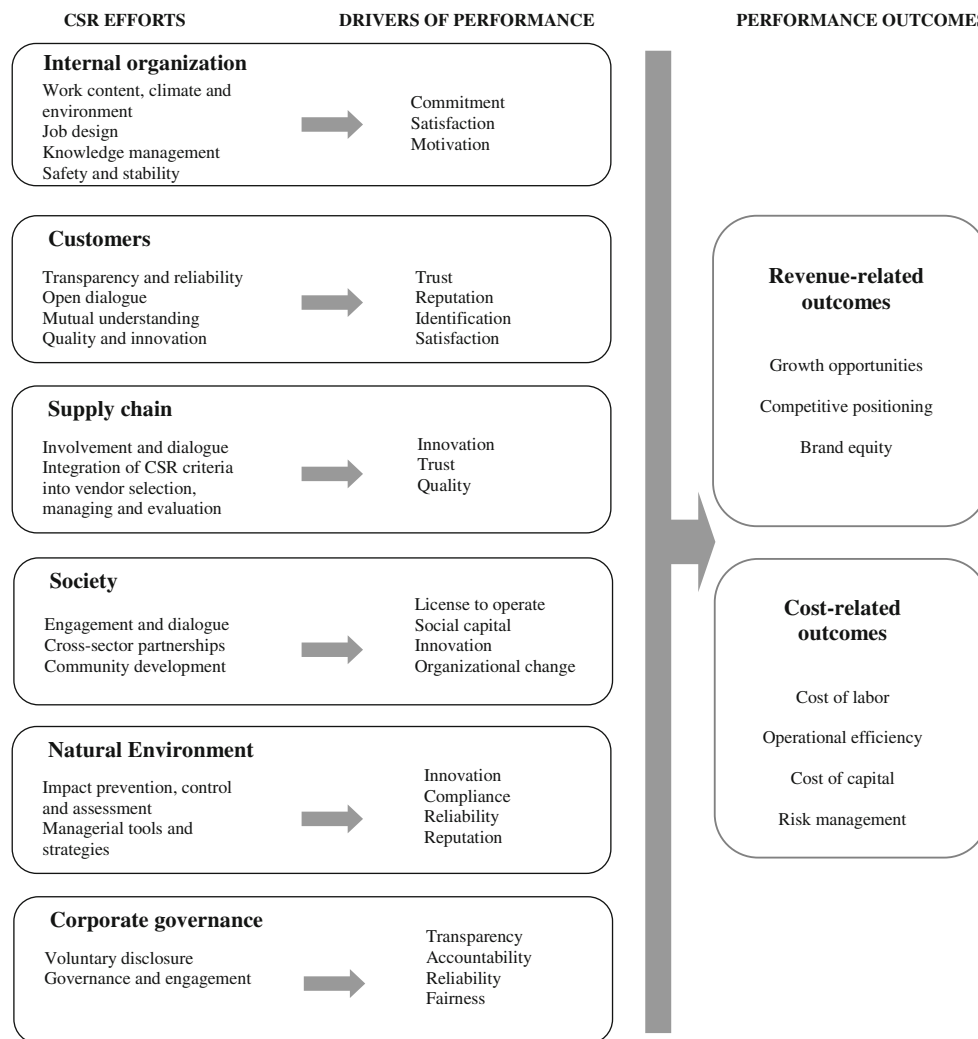 CSR EFFORTS
DRIVERS OF PERFORMANCE
PERFORMANCE OUTCOMES
Internal organization
Work content, climate and
environment
Job design
Knowledge management
Safety and stability
Commitment
Satisfaction
Motivation
Customers
Transparency and reliability
Open dialogue
Mutual understanding
Quality and innovation
Trust
Reputation
Identification
Satisfaction
Supply chain
Involvement and dialogue
Integration of CSR criteria
into vendor selection,
managing and evaluation
Innovation
Trust
Quality
Society
Engagement and dialogue
Cross-sector partnerships
Community development
License to operate
Social capital
Innovation
Organizational change
Natural Environment
Impact prevention, control
and assessment
Managerial tools and
strategies
Innovation
Compliance
Reliability
Reputation
Corporate governance
Voluntary disclosure
Governance and engagement
Transparency
Accountability
Reliability
Fairness
Revenue-related
outcomes
Growth opportunities
Competitive positioning
Brand equity
Cost-related
outcomes
Cost of labor
Operational efficiency
Cost of capital
Risk management